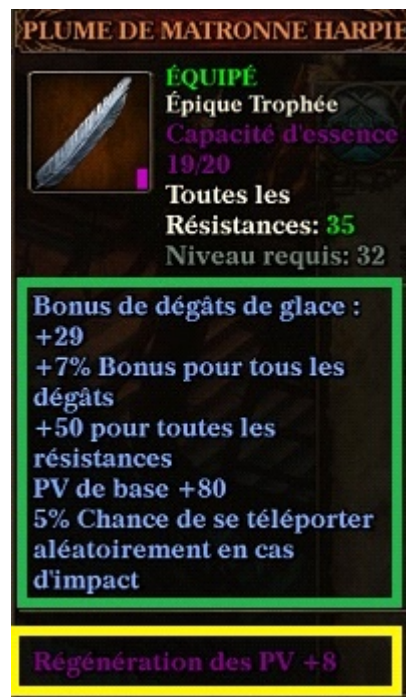 PLUME DE MATRONNE HARPIE
ÉQUIPÉ
Épique Trophée
Capacité d'essence
19/20
Toutes les
Résistances: 35
Niveau requis: 32
Bonus de dégâts de glace :
+29
+7% Bonus pour tous les
dégâts
+50 pour toutes les
résistances
PV de base +80
5% Chance de se téléporter
aléatoirement en cas
d'impact
Régénération des PV +8